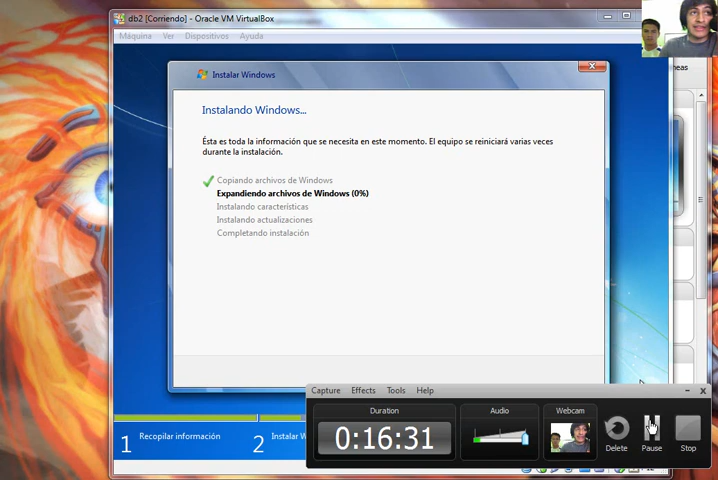 db2 [Corriendo] - Oracle VM VirtualBox
Máquina Ver Dispositivos Ayuda
Instalar Windows
Instalando Windows...
Ésta es toda la información que se necesita en este momento. El equipo se reiniciará varias veces
durante la instalación.
Copiando archivos de Windows
Expandiendo archivos de Windows (0%)
Instalando características
Instalando actualizaciones
Completando instalación
Capture Effects Tools Help
Duration
Audio
Webcam
0:16:31
Delete
Pause
Stop
1 Recopilar información
2 Instalar